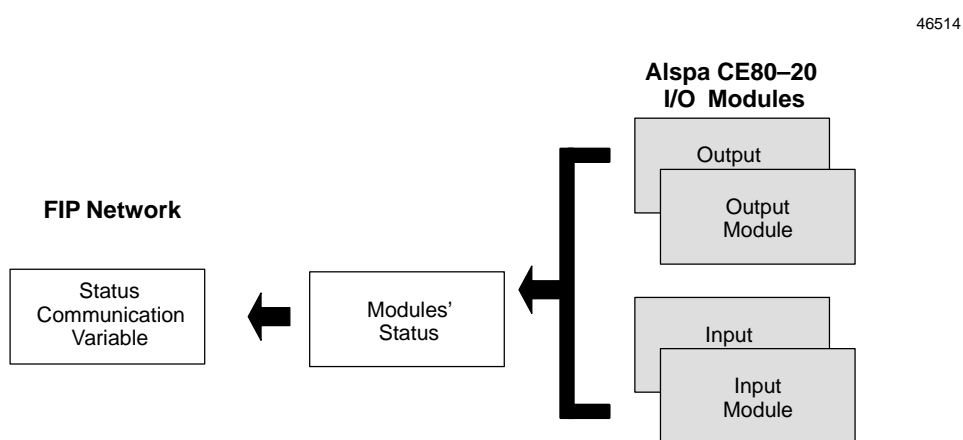 46514
Alspa CE80–20
I/O Modules
Output
Output
Module
FIP Network
Status
Communication
Variable
Modules’
Status
Input
Input
Module